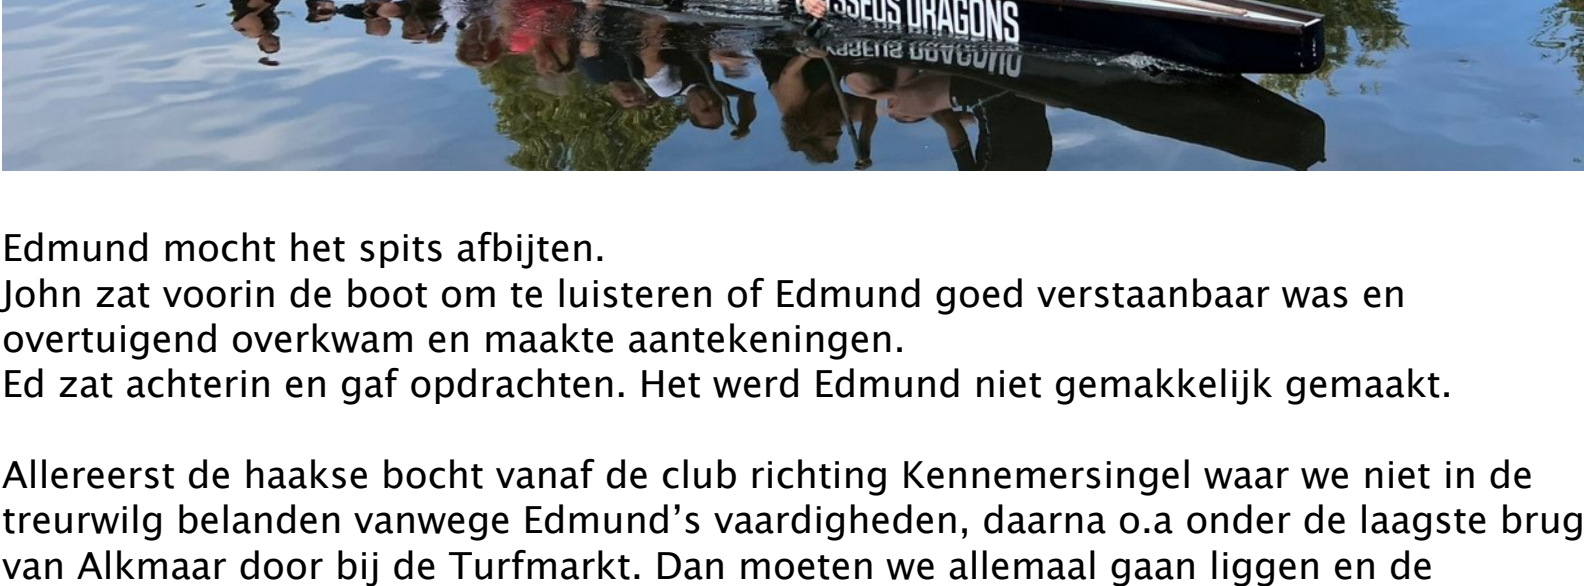 DRAGONS
Edmund mocht het spits afbijten.
John zat voorin de boot om te luisteren of Edmund goed verstaanbaar was en
overtuigend overkwam en maakte aantekeningen.
Ed zat achterin en gaf opdrachten. Het werd Edmund niet gemakkelijk gemaakt.
Allereerst de haakse bocht vanaf de club richting Kennemersingel waar we niet in de
treurwilg belanden vanwege Edmund’s vaardigheden, daarna o.a onder de laagste brug
van Alkmaar door bij de Turfmarkt. Dan moeten we allemaal gaan liggen en de